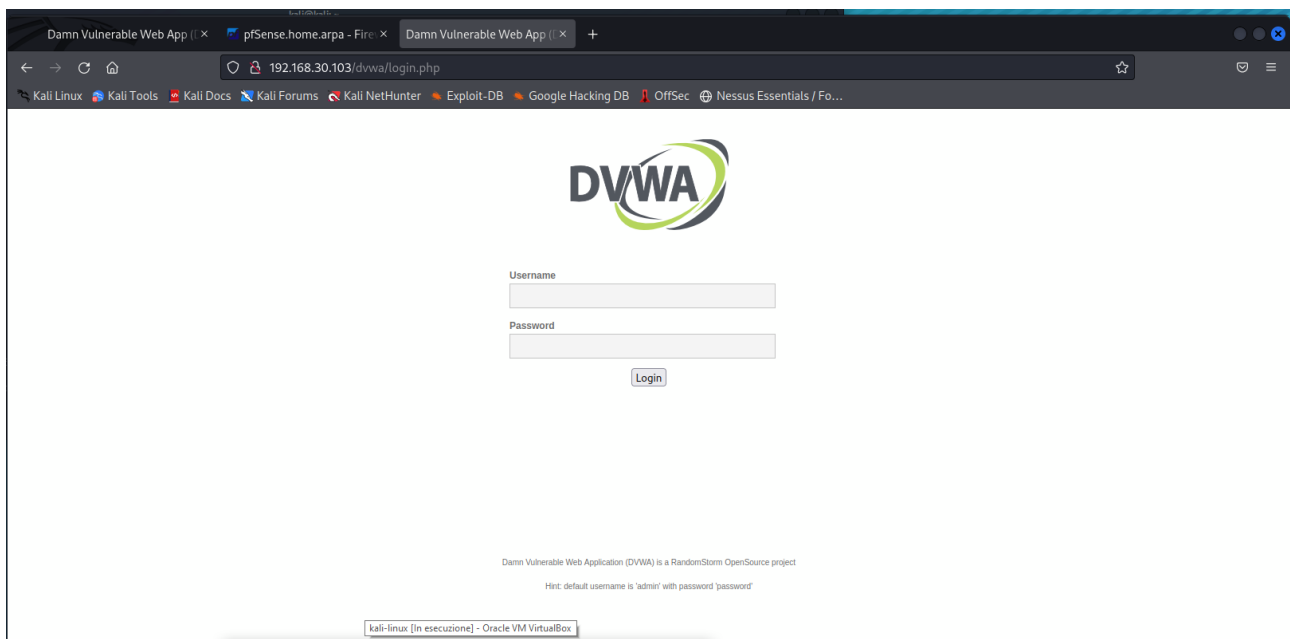 kali@kali: ~
Damn Vulnerable Web App (D
pfSense.home.arpa - Firew
Damn Vulnerable Web App (D
192.168.30.103/dvwa/login.php
Kali Linux Kali Tools Kali Docs Kali Forums Kali NetHunter Exploit-DB Google Hacking DB OffSec Nessus Essentials / Fo...
DVWA
Username
Password
Login
Damn Vulnerable Web Application (DVWA) is a RandomStorm OpenSource project
Hint: default username is 'admin' with password 'password'
kali-linux [In esecuzione] - Oracle VM VirtualBox